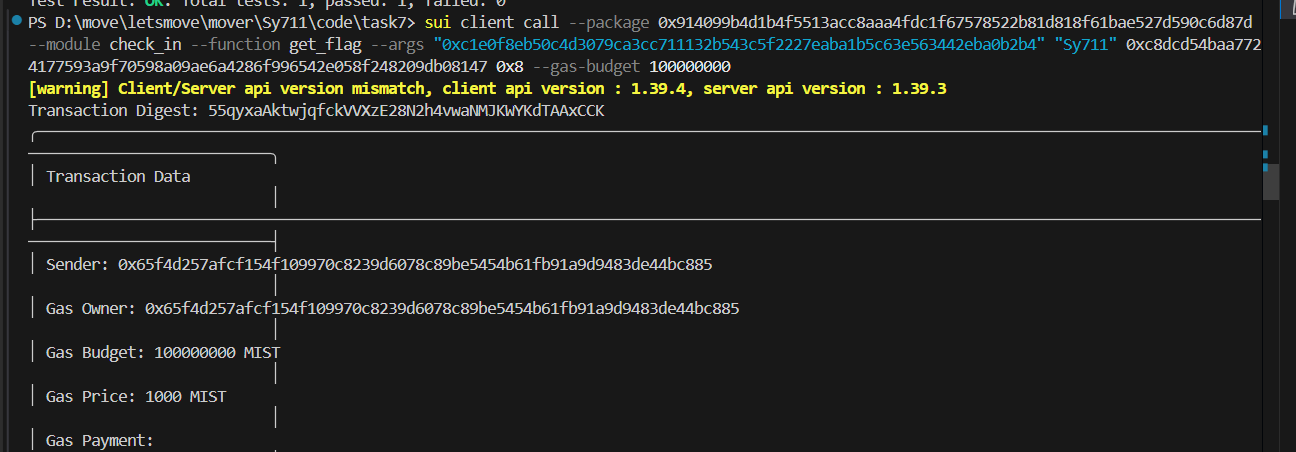 Test result: OK. Total tests: 1; passed: 1; failed: 0
PS D:\move\letsmove\mover\Sy711\code\task7> sui client call --package 0x914099b4d1b4f5513acc8aaa4fdc1f67578522b81d818f61bae527d590c6d87d
--module check_in --function get_flag --args "0xc1e0f8eb50c4d3079ca3cc711132b543c5f2227eaba1b5c63e563442eba0b2b4" "Sy711" 0xc8dcd54baa772
4177593a9f70598a09ae6a4286f996542e058f248209db08147 0x8 --gas-budget 100000000
[warning] Client/Server api version mismatch, client api version : 1.39.4, server api version : 1.39.3
Transaction Digest: 55qyxaAktwjqfckVVXzE28N2h4vwaNMJKWYKdTAAxCCK
Transaction Data
Sender: 0x65f4d257afcf154f109970c8239d6078c89be5454b61fb91a9d9483de44bc885
Gas Owner: 0x65f4d257afcf154f109970c8239d6078c89be5454b61fb91a9d9483de44bc885
Gas Budget: 100000000 MIST
Gas Price: 1000 MIST
Gas Payment: